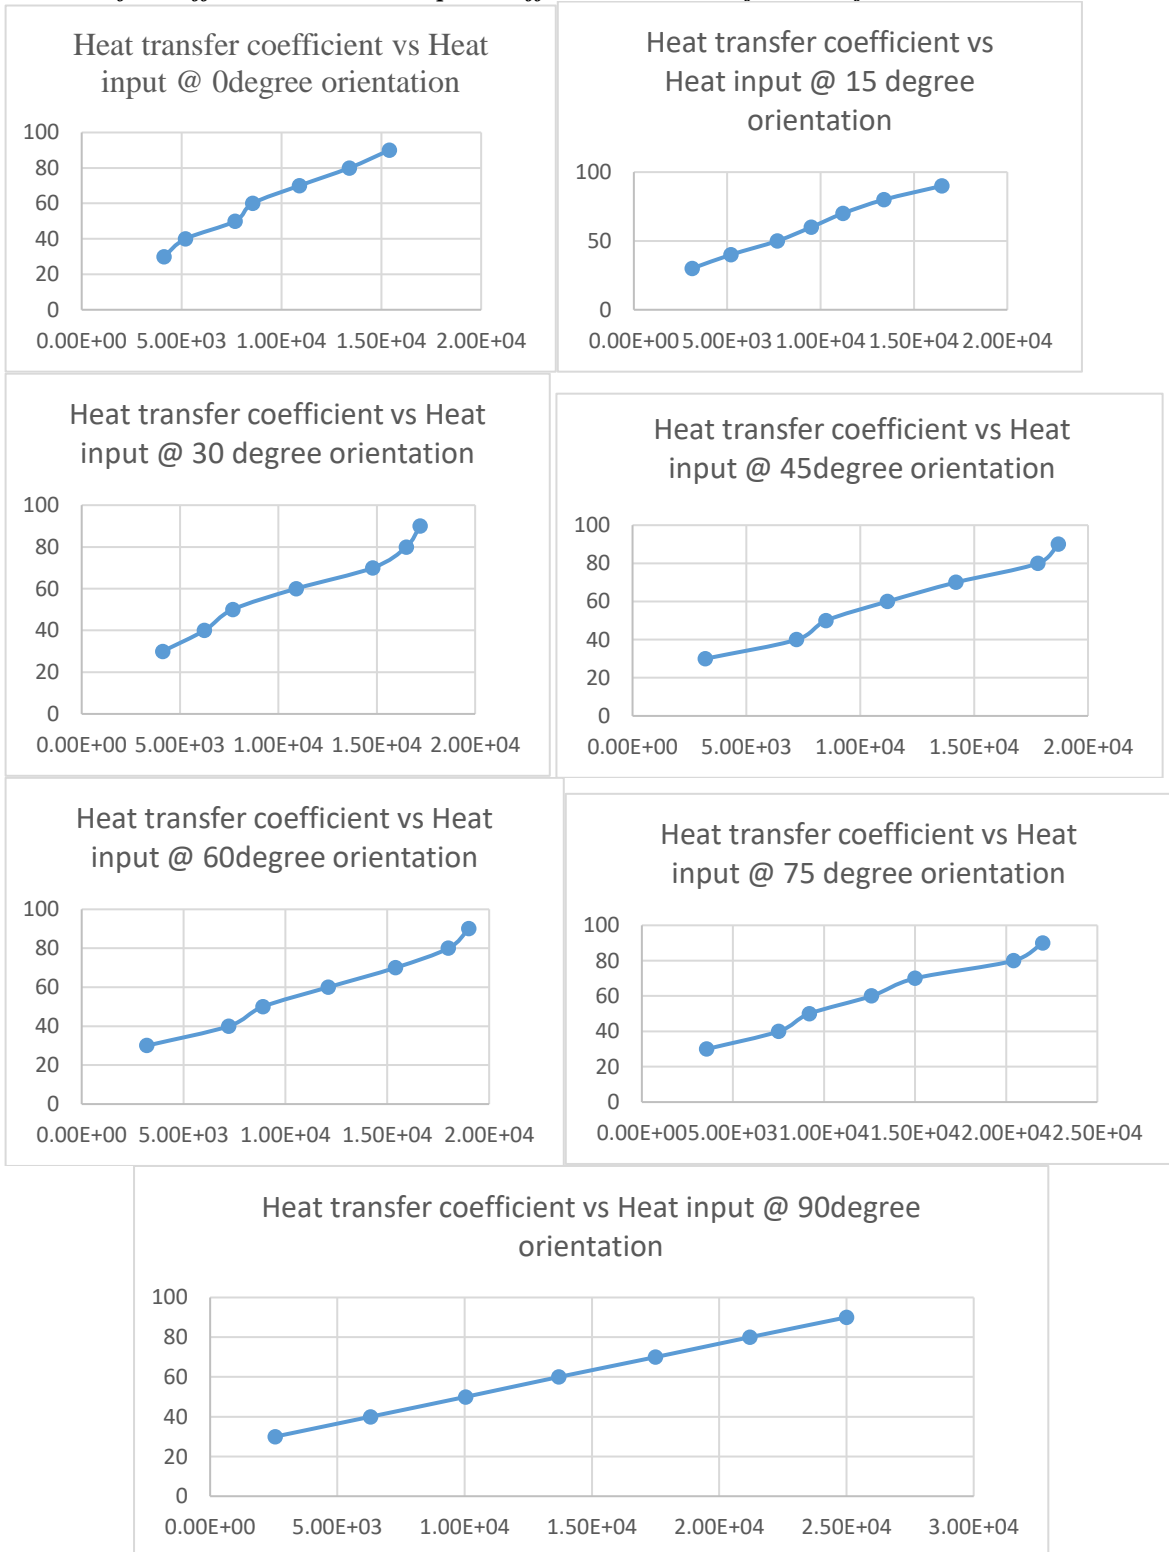 Heat transfer coefficient vs Heat
input @ 0degree orientation
100
80
60
40
20
0
0.00E+00 5.00E+03 1.00E+04 1.50E+04 2.00E+04
Heat transfer coefficient vs
Heat input @ 15 degree
orientation
100
50
0
0.00E+00 5.00E+03 1.00E+04 1.50E+04 2.00E+04
Heat transfer coefficient vs Heat
input @ 30 degree orientation
100
80
60
40
20
0
0.00E+00 5.00E+03 1.00E+04 1.50E+04 2.00E+04
Heat transfer coefficient vs Heat
input @ 45degree orientation
100
80
60
40
20
0
0.00E+00 5.00E+03 1.00E+04 1.50E+04 2.00E+04
Heat transfer coefficient vs Heat
input @ 60degree orientation
100
80
60
40
20
0
0.00E+00 5.00E+03 1.00E+04 1.50E+04 2.00E+04
Heat transfer coefficient vs Heat
input @ 75 degree orientation
100
80
60
40
20
0
0.00E+00 5.00E+03 1.00E+04 1.50E+04 2.00E+04 2.50E+04
Heat transfer coefficient vs Heat input @ 90degree
orientation
100
80
60
40
20
0
0.00E+00 5.00E+03 1.00E+04 1.50E+04 2.00E+04 2.50E+04 3.00E+04